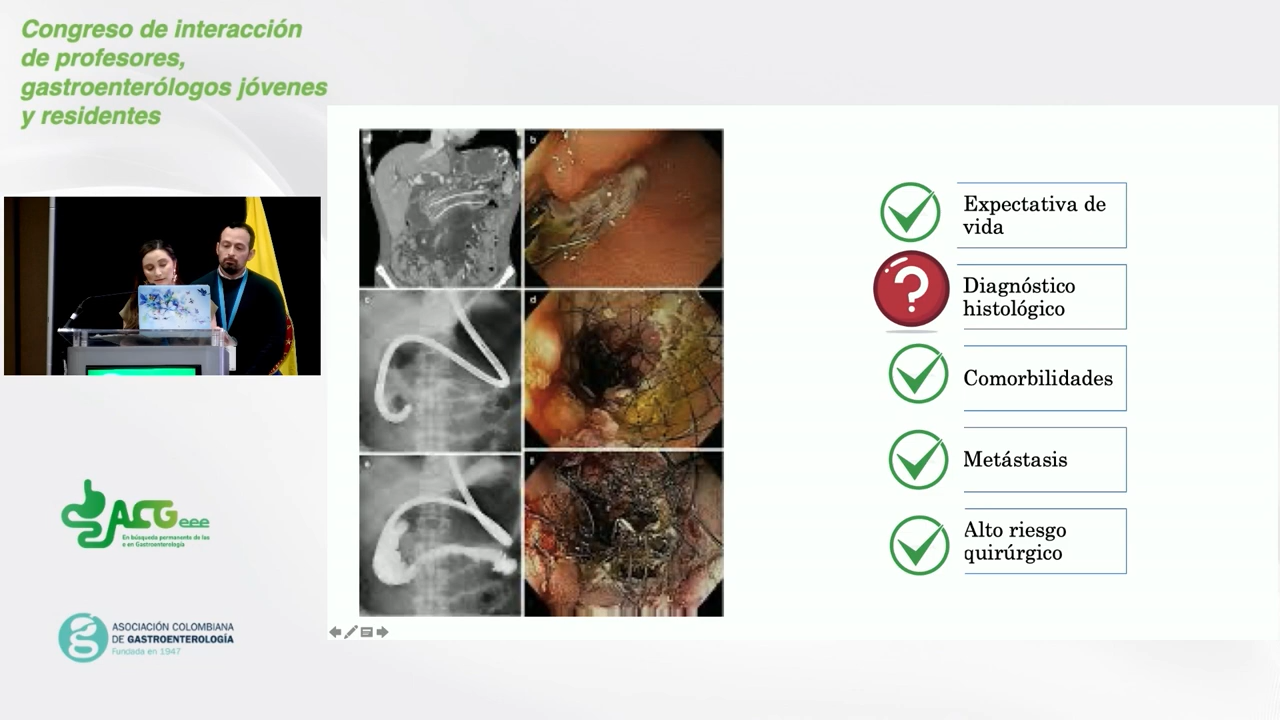 Congreso de interacción
de profesores,
gastroenterólogos jóvenes
y residentes
b
c
d
e
f
Expectativa de
vida
?
Diagnóstico
histológico
Comorbilidades
Metástasis
Alto riesgo
quirúrgico
ACGeee
En búsqueda permanente de las
e en Gastroenterología
ASOCIACIÓN COLOMBIANA
DE GASTROENTEROLOGÍA
Fundada en 1947